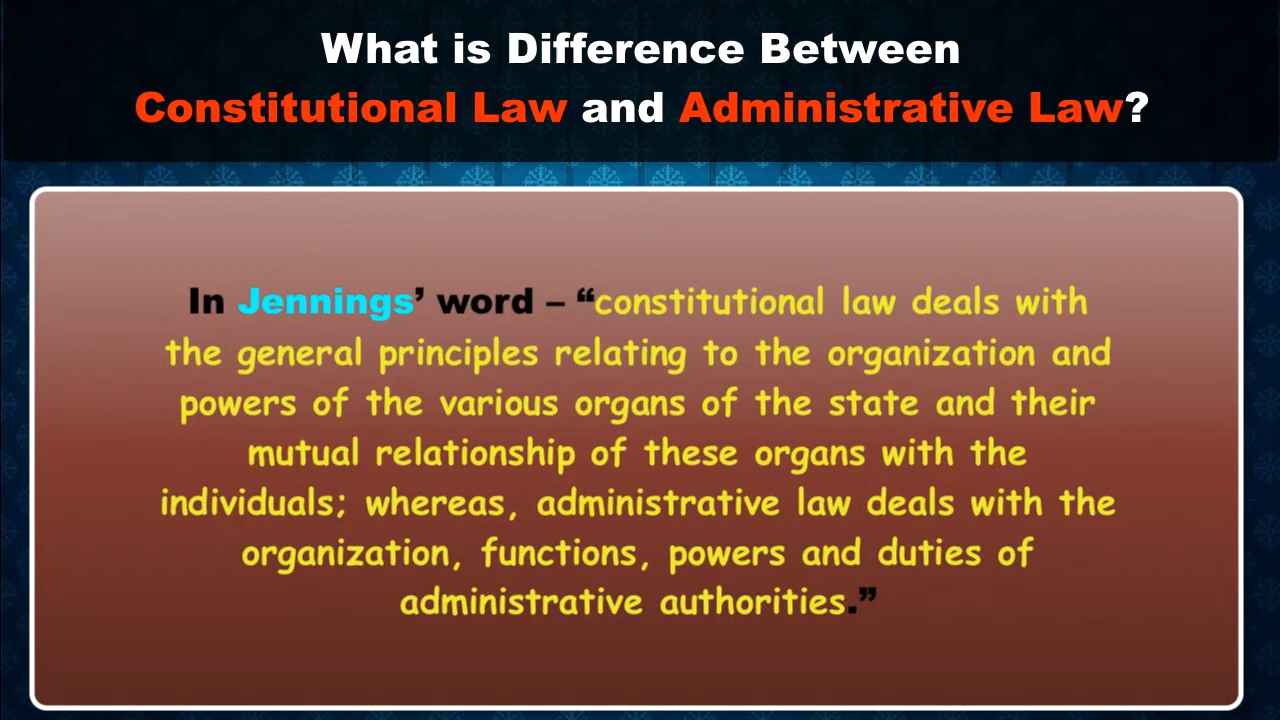 What is Difference Between
Constitutional Law and Administrative Law?
In Jennings’ word – “constitutional law deals with
the general principles relating to the organization and
powers of the various organs of the state and their
mutual relationship of these organs with the
individuals; whereas, administrative law deals with the
organization, functions, powers and duties of
administrative authorities.”